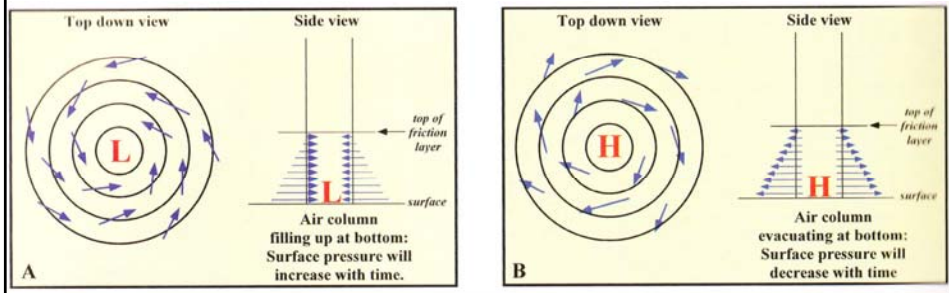 Top down view
Side view
L
top of
friction
layer
L
surface
Air column
filling up at bottom:
Surface pressure will
increase with time.
A
Top down view
Side view
H
top of
friction
layer
H
surface
Air column
evacuating at bottom:
Surface pressure will
decrease with time
B